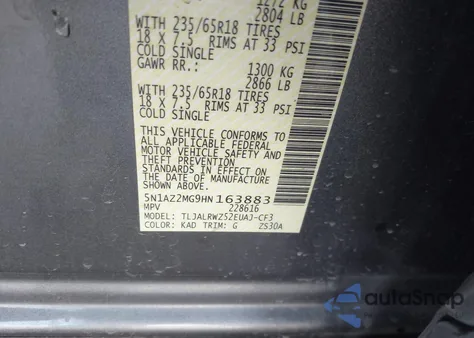 1272 KG
2804 LB
WITH 235/65R18 TIRES
18 X 7.5 RIMS AT 33 PSI
COLD SINGLE
GAWR RR: 1300 KG
2866 LB
WITH 235/65R18 TIRES
18 X 7.5 RIMS AT 33 PSI
COLD SINGLE
THIS VEHICLE CONFORMS TO
ALL APPLICABLE FEDERAL
MOTOR VEHICLE SAFETY AND
THEFT PREVENTION
STANDARDS IN EFFECT ON
THE DATE OF MANUFACTURE
5N1AZ2MG9HN163883
MPV 228616
MODEL: TLJALRWZ52EUAJ-CF3
COLOR: KAD TRIM: G ZS30A
autoSnap